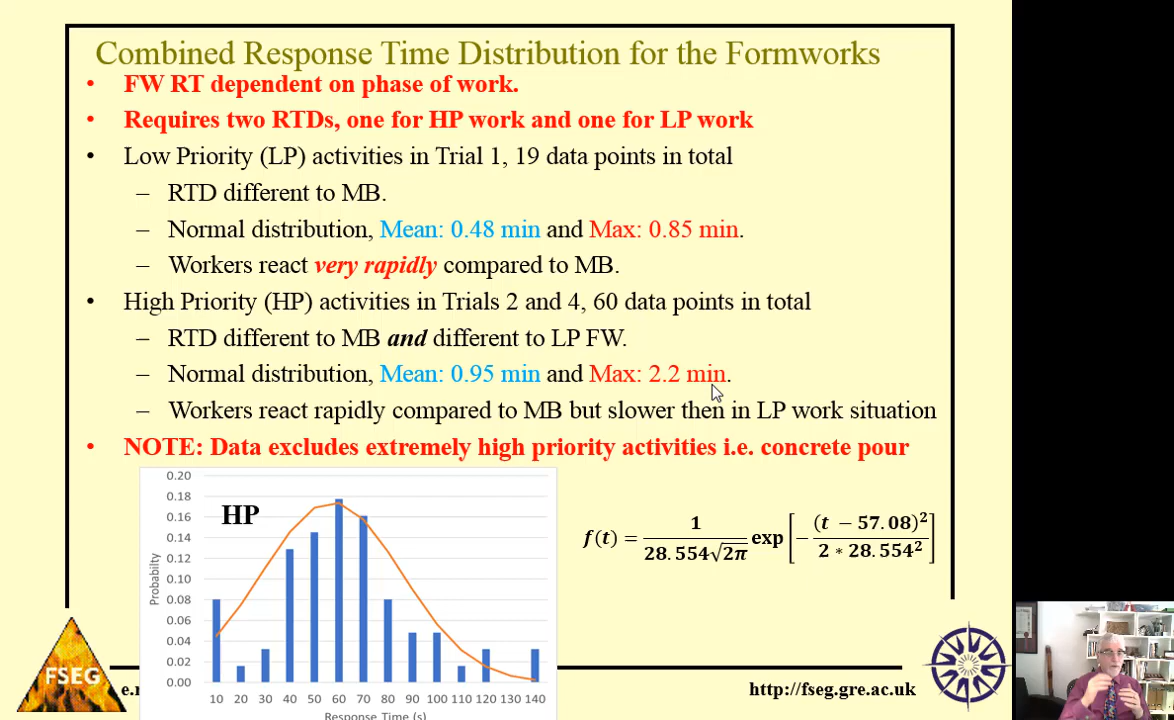 Combined Response Time Distribution for the Formworks
• FW RT dependent on phase of work.
• Requires two RTDs, one for HP work and one for LP work
• Low Priority (LP) activities in Trial 1, 19 data points in total
– RTD different to MB.
– Normal distribution, Mean: 0.48 min and Max: 0.85 min.
– Workers react very rapidly compared to MB.
• High Priority (HP) activities in Trials 2 and 4, 60 data points in total
– RTD different to MB and different to LP FW.
– Normal distribution, Mean: 0.95 min and Max: 2.2 min.
– Workers react rapidly compared to MB but slower then in LP work situation
• NOTE: Data excludes extremely high priority activities i.e. concrete pour
0.20
0.18
0.16
0.14
0.12
0.10
0.08
0.06
0.04
0.02
0.00
Probabilty
HP
10 20 30 40 50 60 70 80 90 100 110 120 130 140
Response Time (s)
f(t) = 1 / 28.554√2π exp [− (t − 57.08)² / 2 * 28.554²]
FSEG
http://fseg.gre.ac.uk